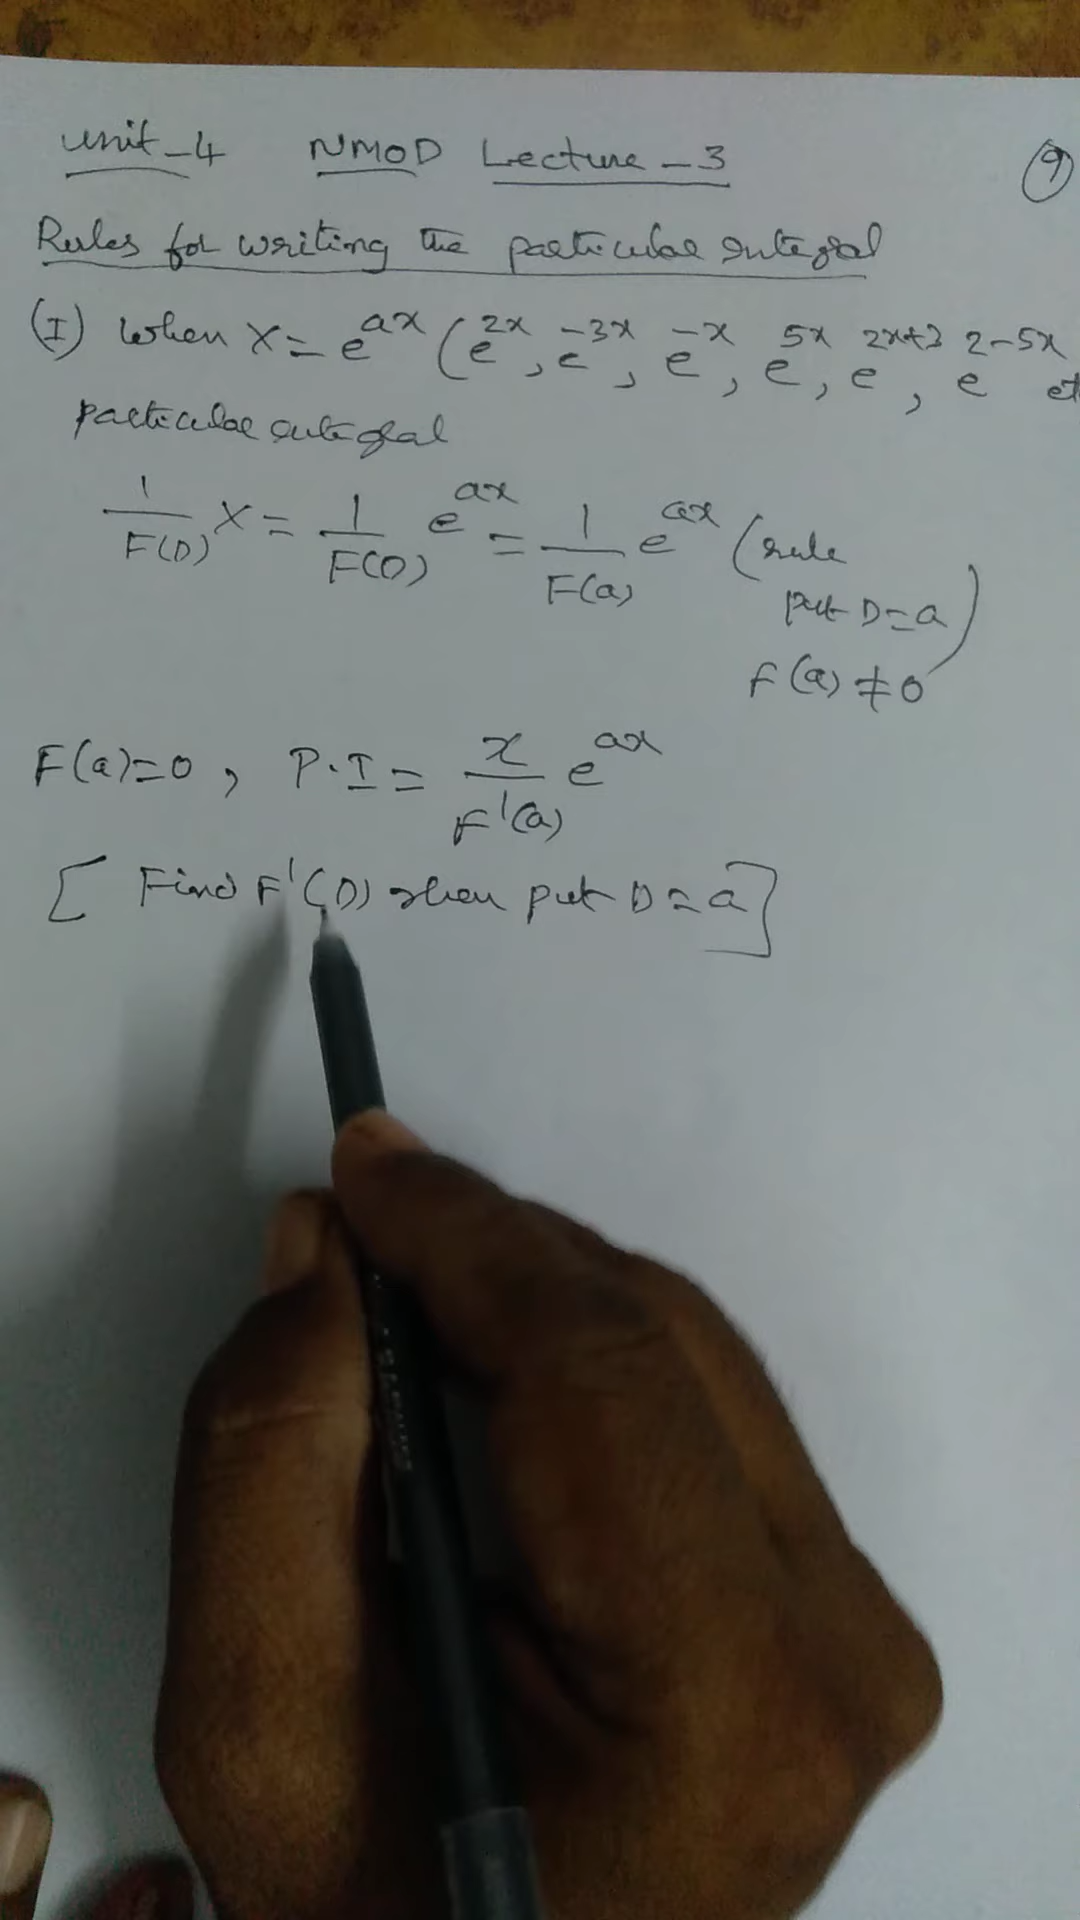 Unit-4 NMOD Lecture-3 9
Rules for writing the particular integral
(I) When X = e^{ax} (e^{2x}, e^{-3x}, e^{-x}, e^{5x}, e^{2x+3}, e^{2-5x} et
particular integral
1/F(D) X = 1/F(D) e^{ax} = 1/F(a) e^{ax} (rule
put D=a)
F(a) ≠ 0
F(a)=0, P.I = x/F'(a) e^{ax}
[Find F'(D) then put D=a]